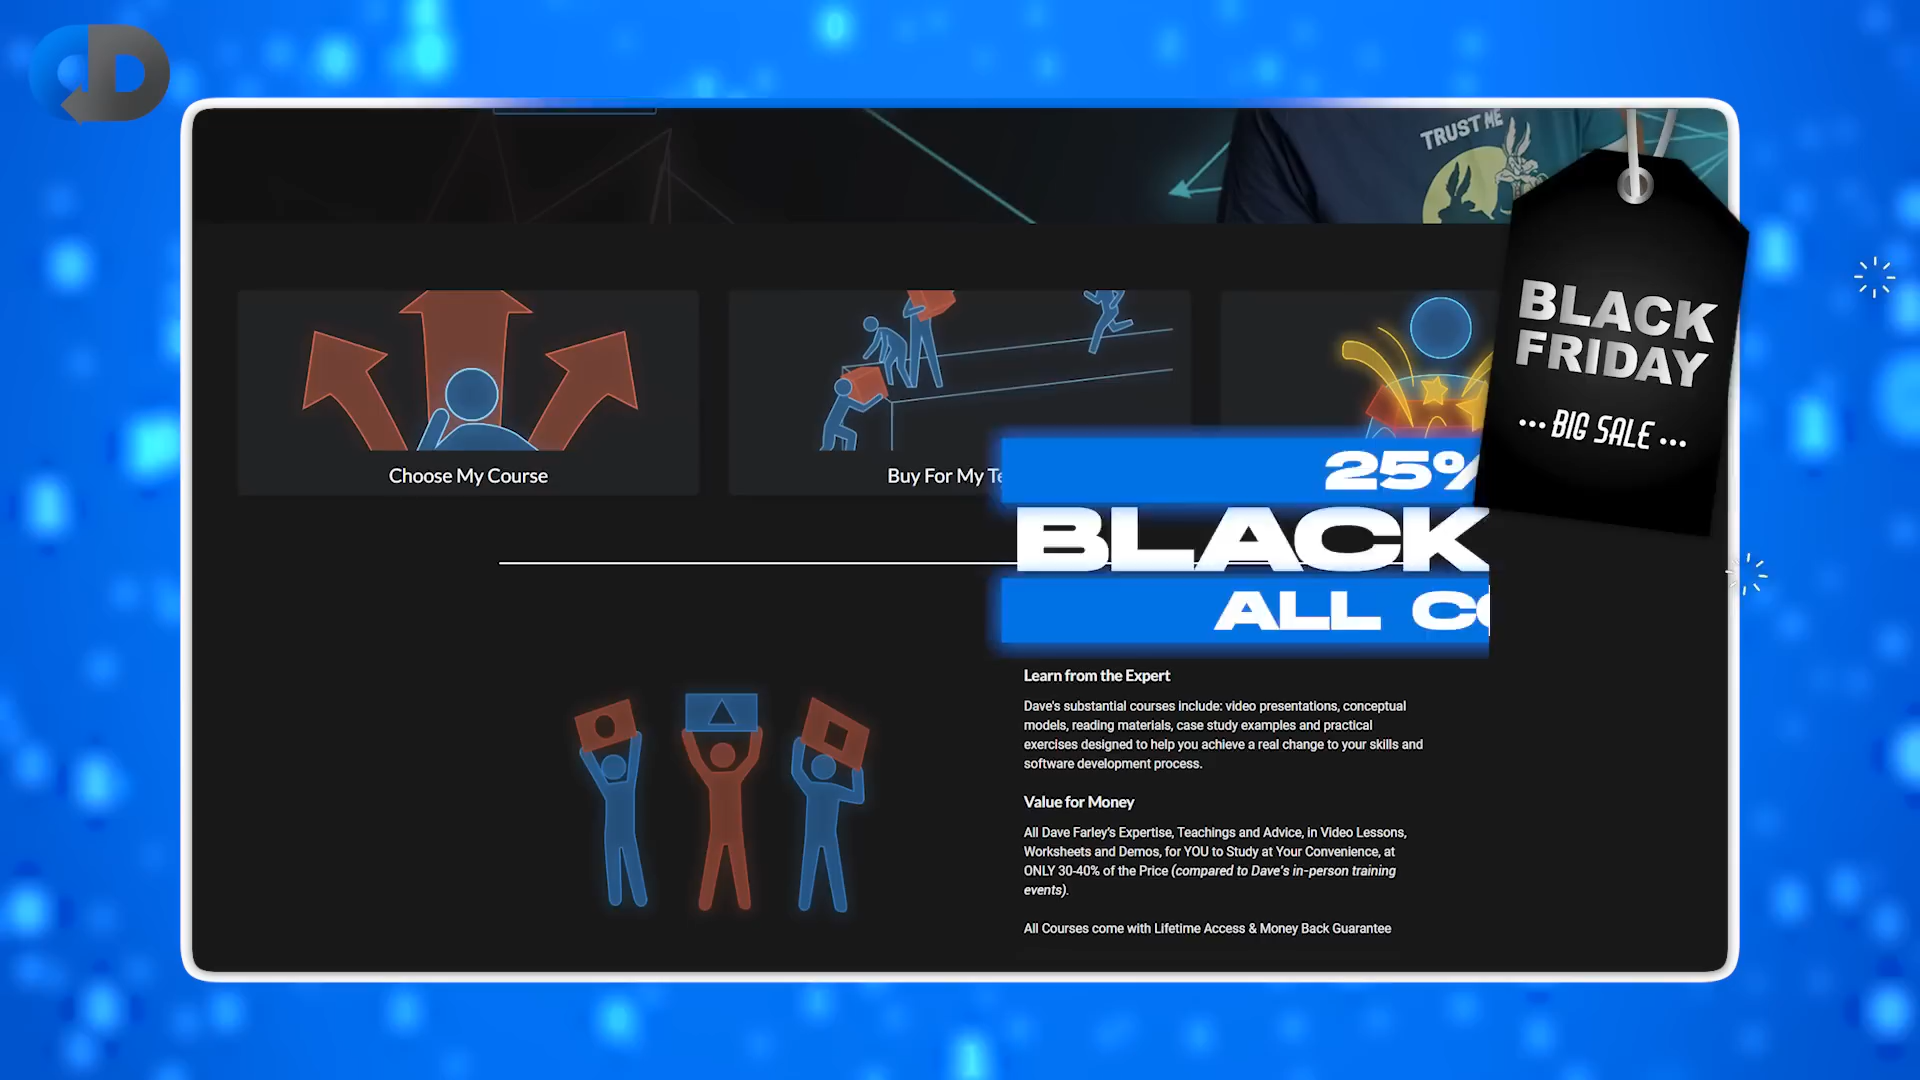 TRUST ME
BLACK
FRIDAY
••• BIG SALE •••
Choose My Course
Buy For My
25%
BLACK
ALL
Learn from the Expert
Dave's substantial courses include: video presentations, conceptual
models, reading materials, case study examples and practical
exercises designed to help you achieve a real change to your skills and
software development process.
Value for Money
All Dave Farley's Expertise, Teachings and Advice, in Video Lessons,
Worksheets and Demos, for YOU to Study at Your Convenience, at
ONLY 30-40% of the Price (compared to Dave's in-person training
events).
All Courses come with Lifetime Access & Money Back Guarantee